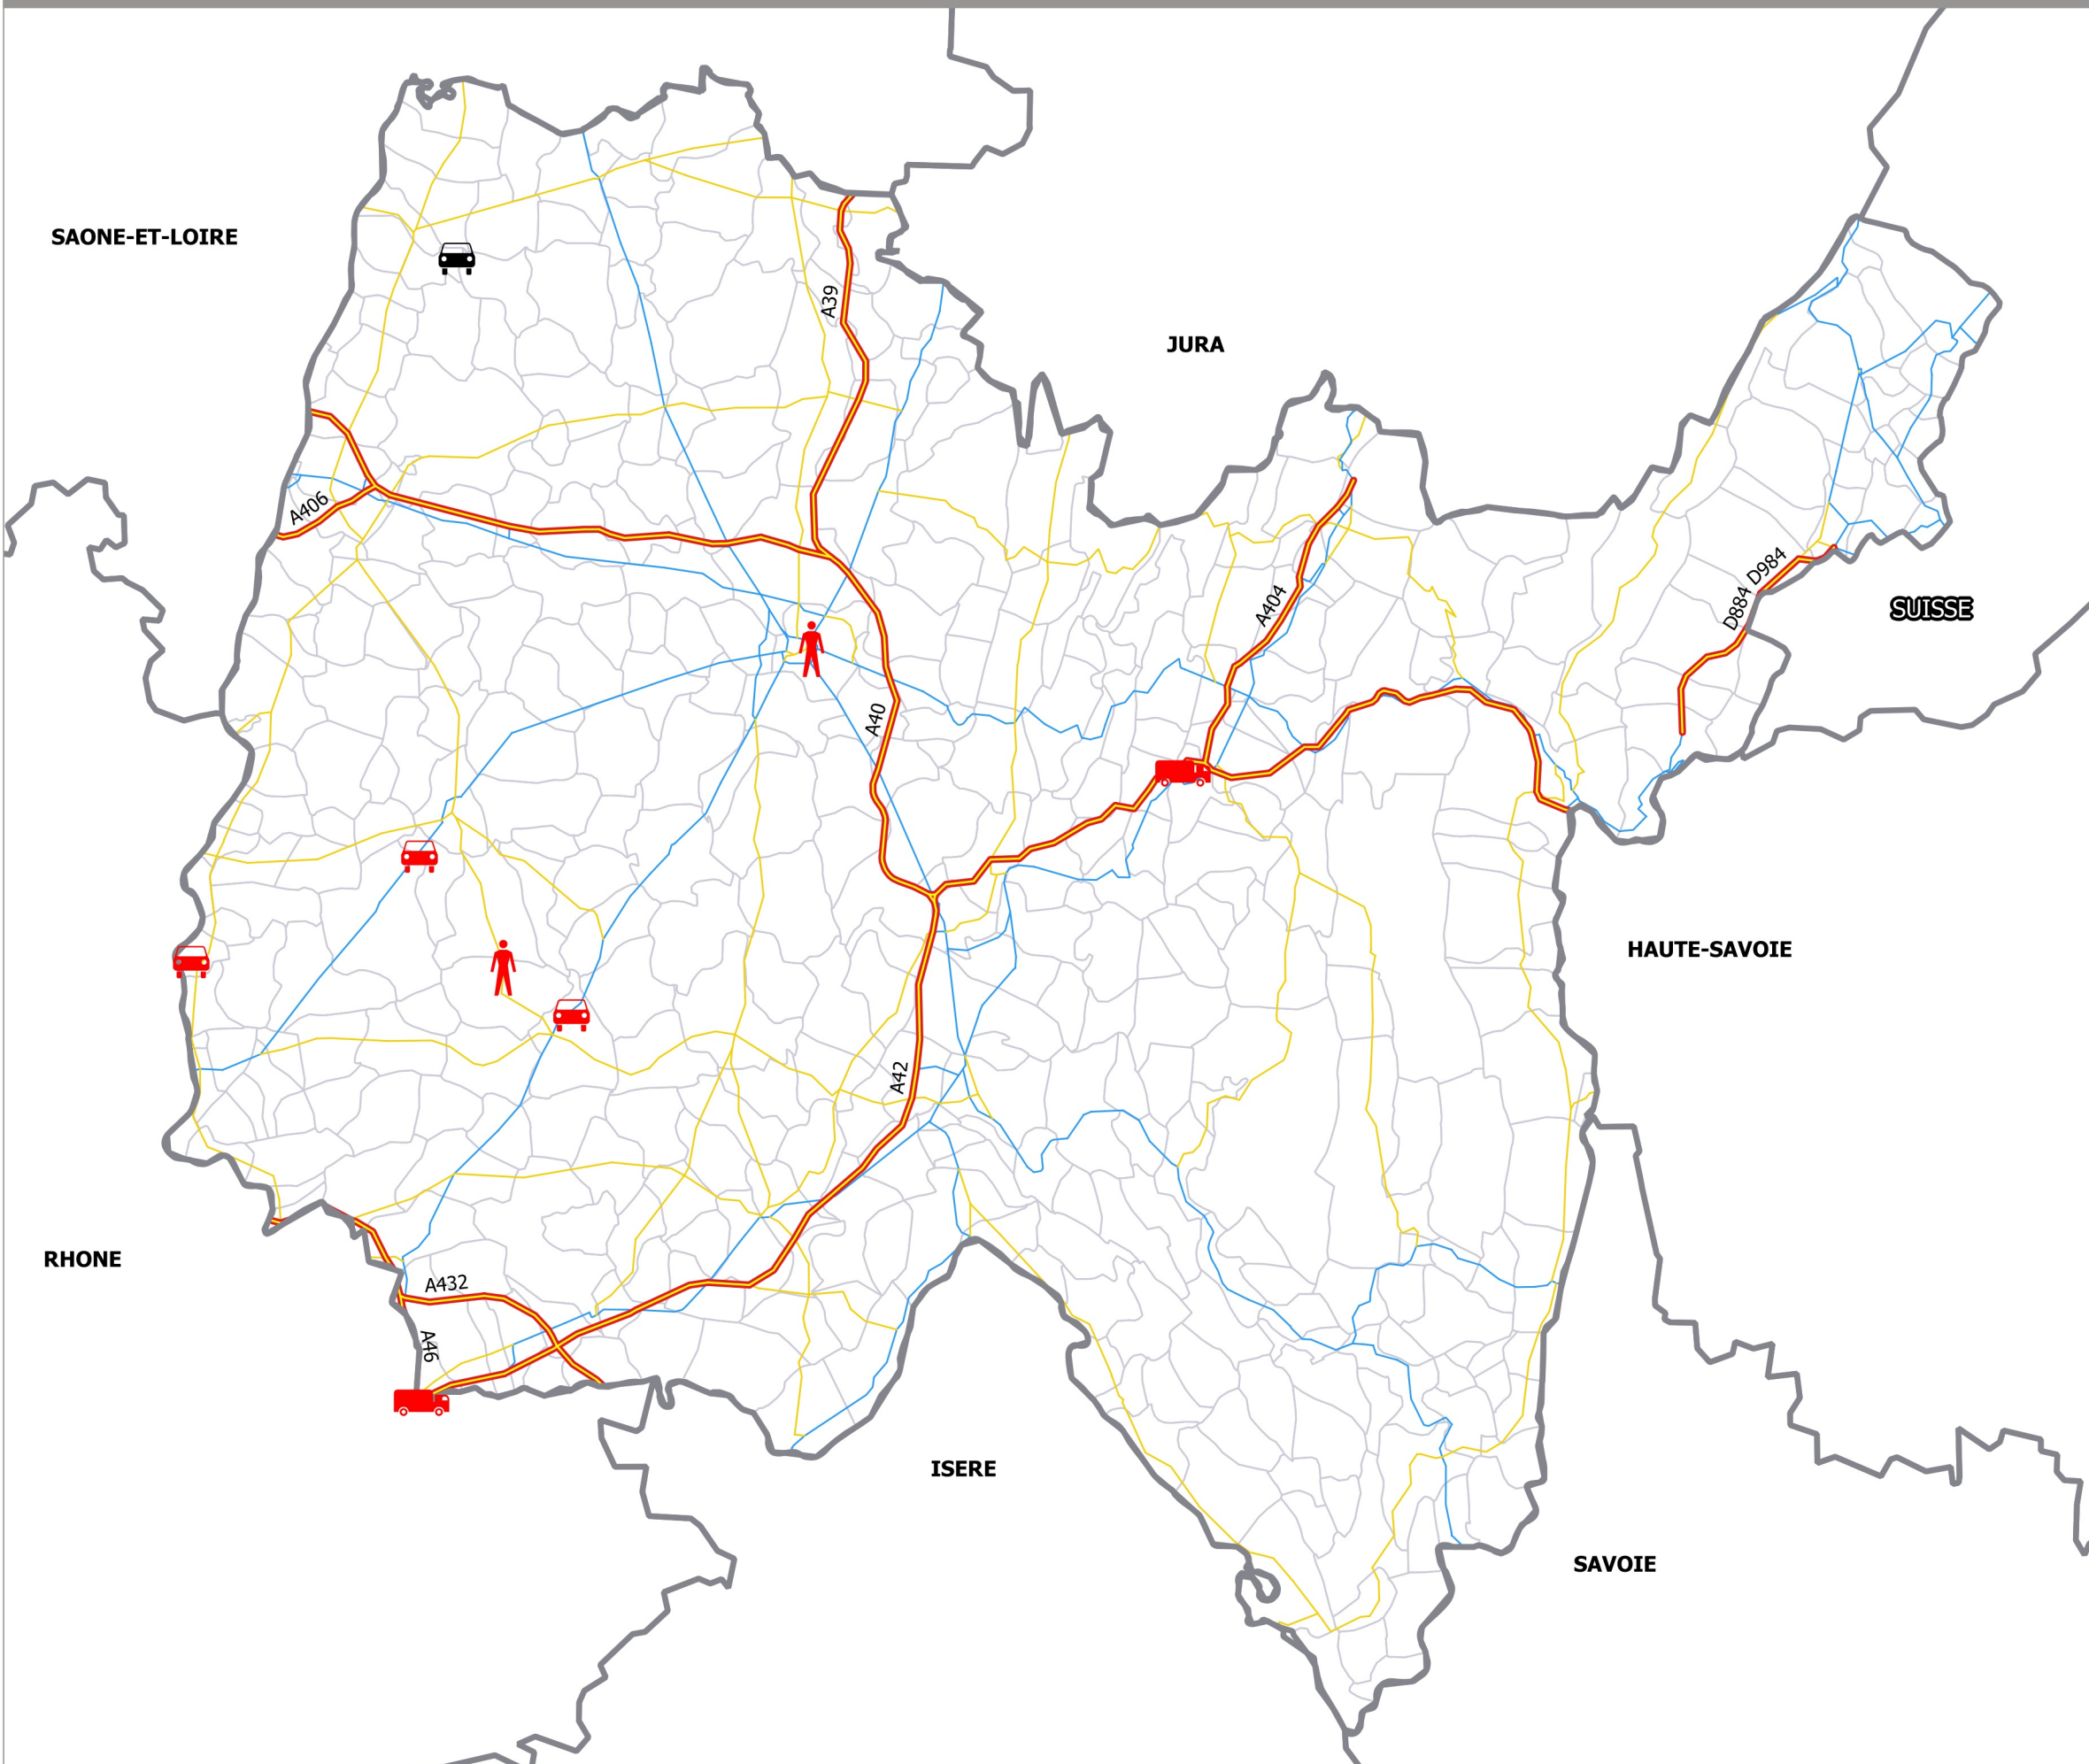 SAONE-ET-LOIRE
A39
JURA
A406
D984
A404
D884
SUISSE
A40
HAUTE-SAVOIE
A42
RHONE
A432
A46
ISERE
SAVOIE